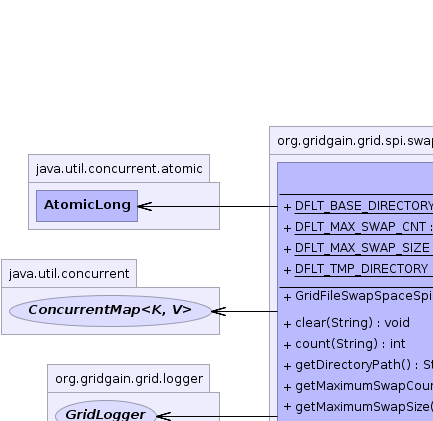 org.gridgain.grid.spi.swap
java.util.concurrent.atomic
AtomicLong
+ DFLT_BASE_DIRECTORY
+ DFLT_MAX_SWAP_CNT :
+ DFLT_MAX_SWAP_SIZE
+ DFLT_TMP_DIRECTORY
java.util.concurrent
ConcurrentMap<K, V>
+ GridFileSwapSpaceSpi
+ clear(String) : void
+ count(String) : int
+ getDirectoryPath() : St
+ getMaximumSwapCoun
+ getMaximumSwapSize(
org.gridgain.grid.logger
GridLogger